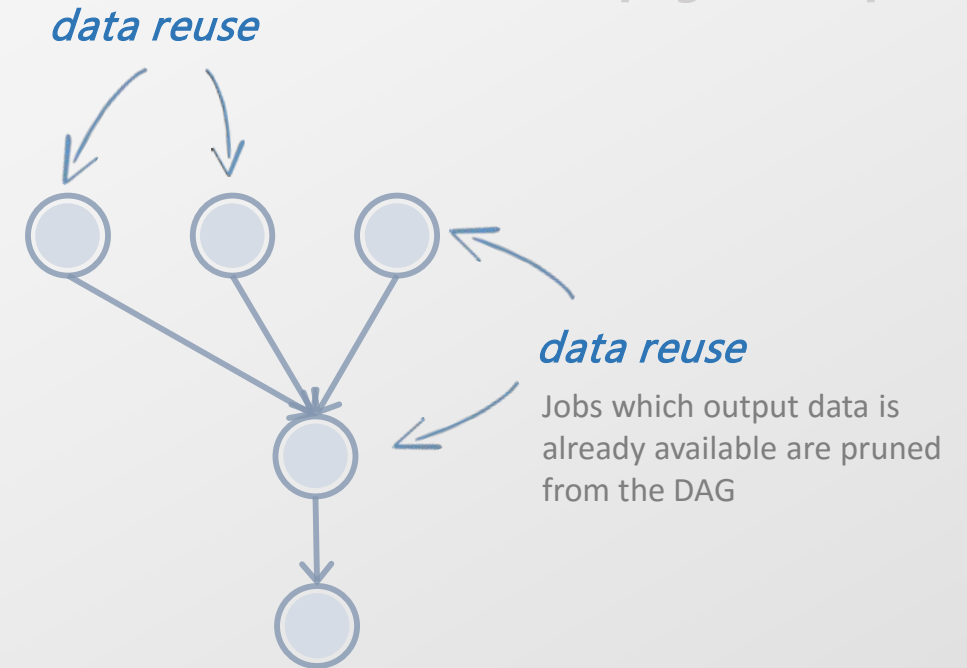 data reuse
data reuse
Jobs which output data is
already available are pruned
from the DAG